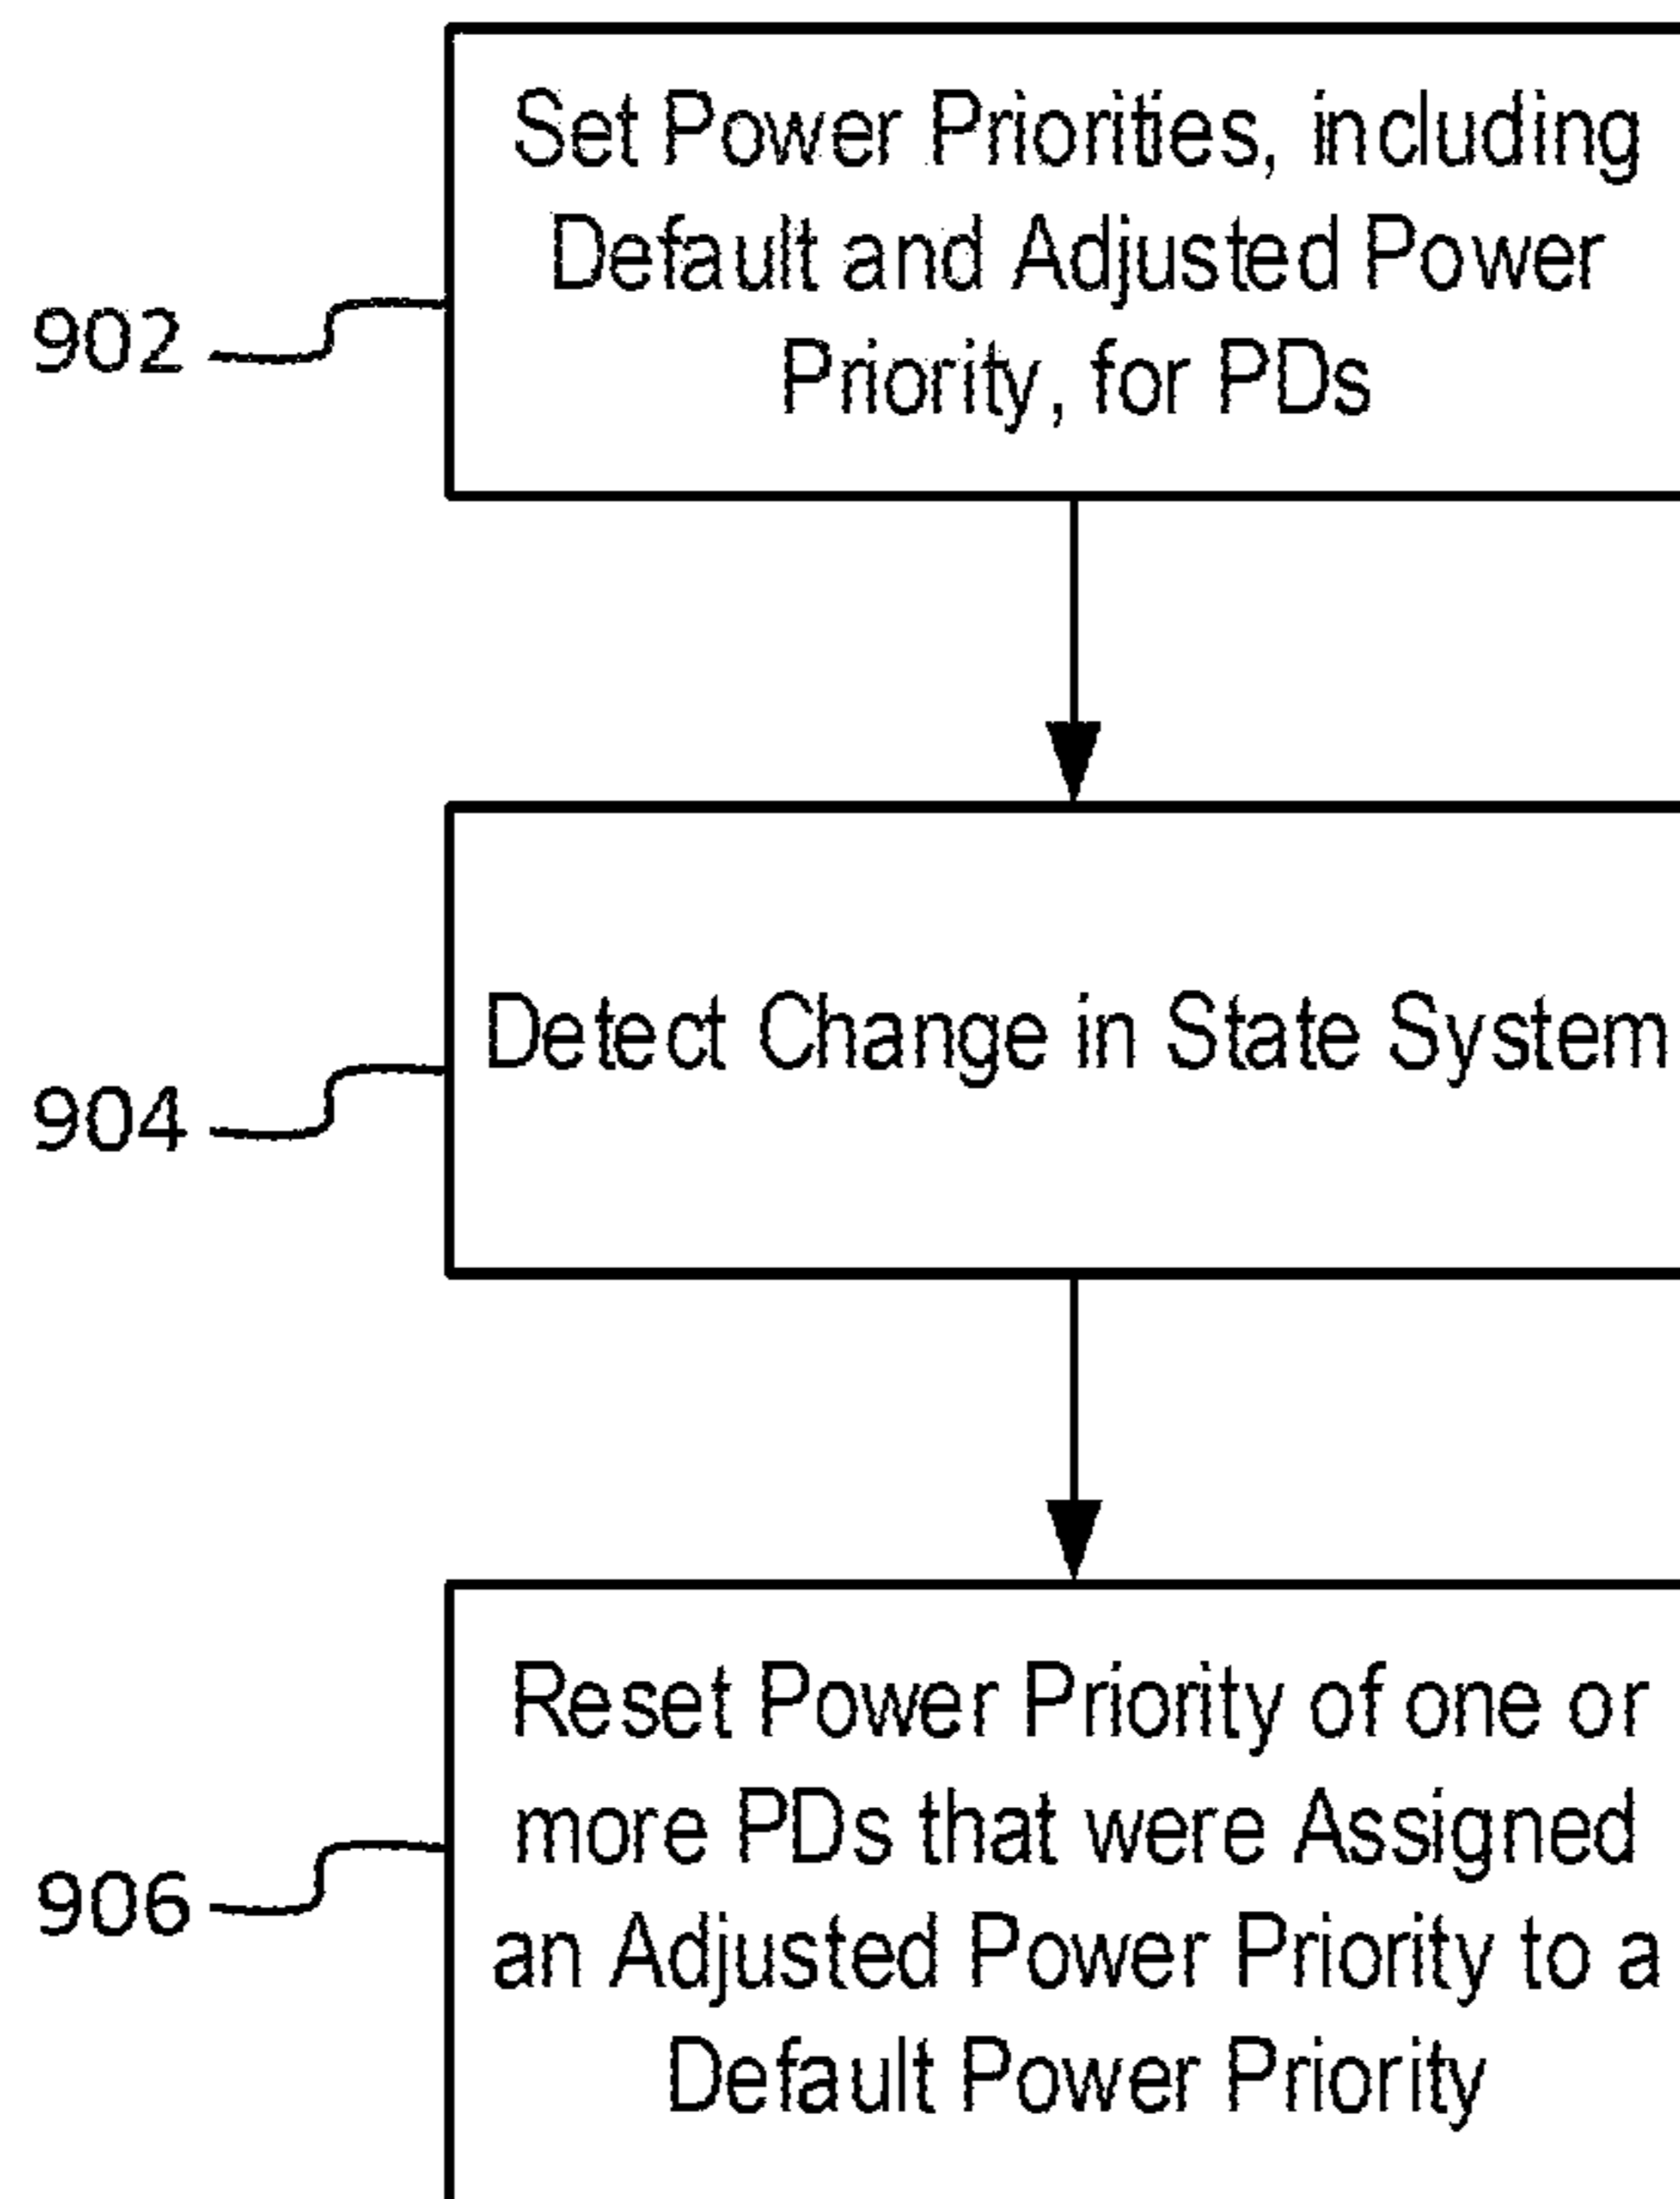 Set Power Priorities, including
Default and Adjusted Power
Priority, for PDs
902
Detect Change in State System
904
Reset Power Priority of one or
more PDs that were Assigned
an Adjusted Power Priority to a
Default Power Priority
906